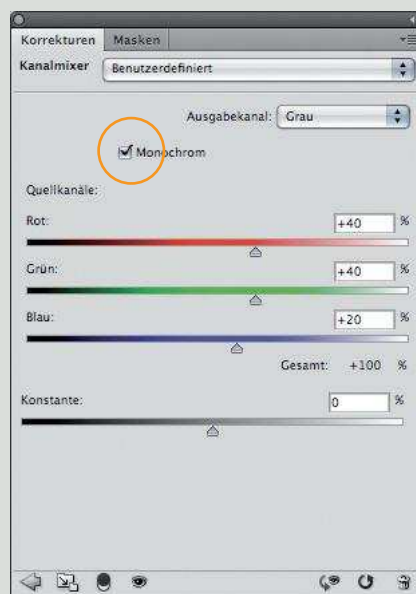 Korrekturen Masken
Kanalmixer Benutzerdefiniert
Ausgabekanal: Grau
Monochrom
Quellkanäle:
Rot: +40 %
Grün: +40 %
Blau: +20 %
Gesamt: +100 %
Konstante: 0 %